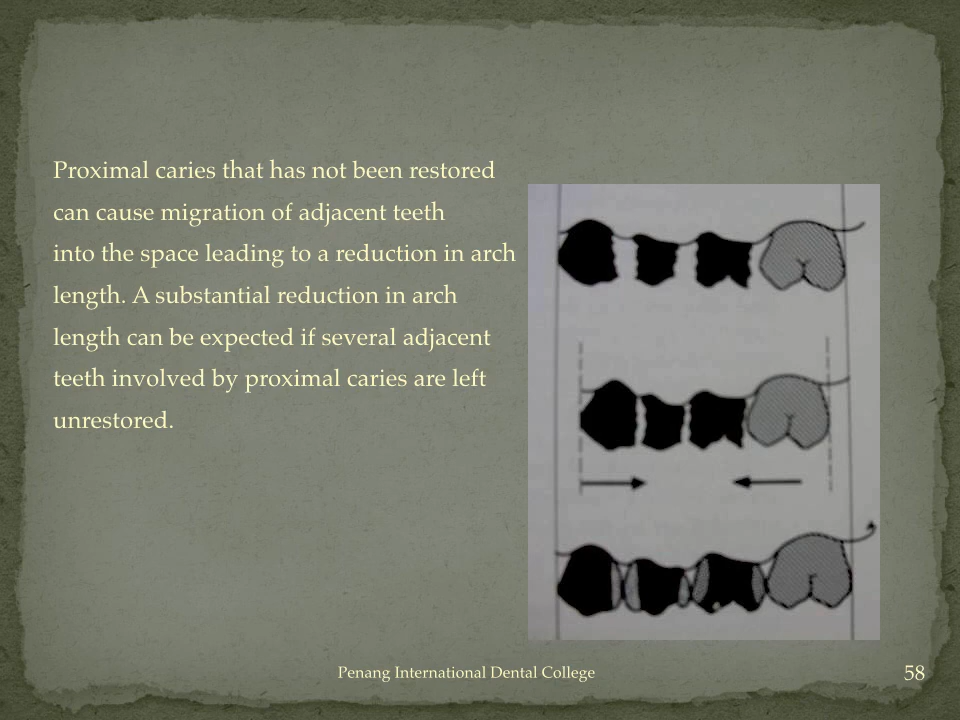 Proximal caries that has not been restored
can cause migration of adjacent teeth
into the space leading to a reduction in arch
length. A substantial reduction in arch
length can be expected if several adjacent
teeth involved by proximal caries are left
unrestored.
Penang International Dental College
58